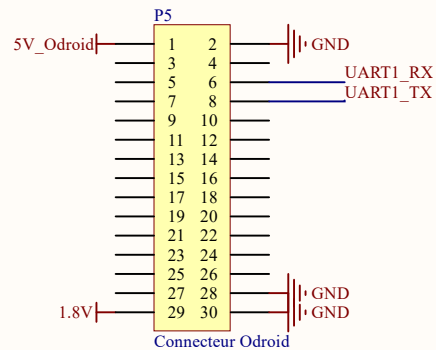 P5
5V_Odroid 1 2 GND
3 4
5 6 UART1_RX
7 8 UART1_TX
9 10
11 12
13 14
15 16
17 18
19 20
21 22
23 24
25 26
27 28 GND
1.8V 29 30 GND
Connecteur Odroid